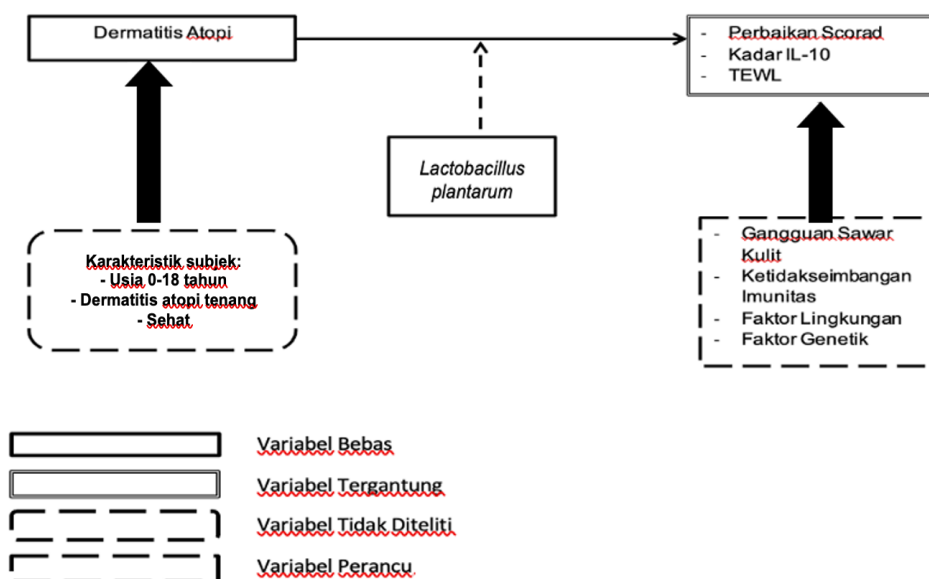 Dermatitis Atopi
- Perbaikan Scorad
- Kadar IL-10
- TEWL
Lactobacillus
plantarum
Karakteristik subjek:
- Usia 0-18 tahun
- Dermatitis atopi tenang
- Sehat
- Gangguan Sawar
Kulit
- Ketidakseimbangan
Imunitas
- Faktor Lingkungan
- Faktor Genetik
Variabel Bebas
Variabel Tergantung
Variabel Tidak Diteliti
Variabel Perancu